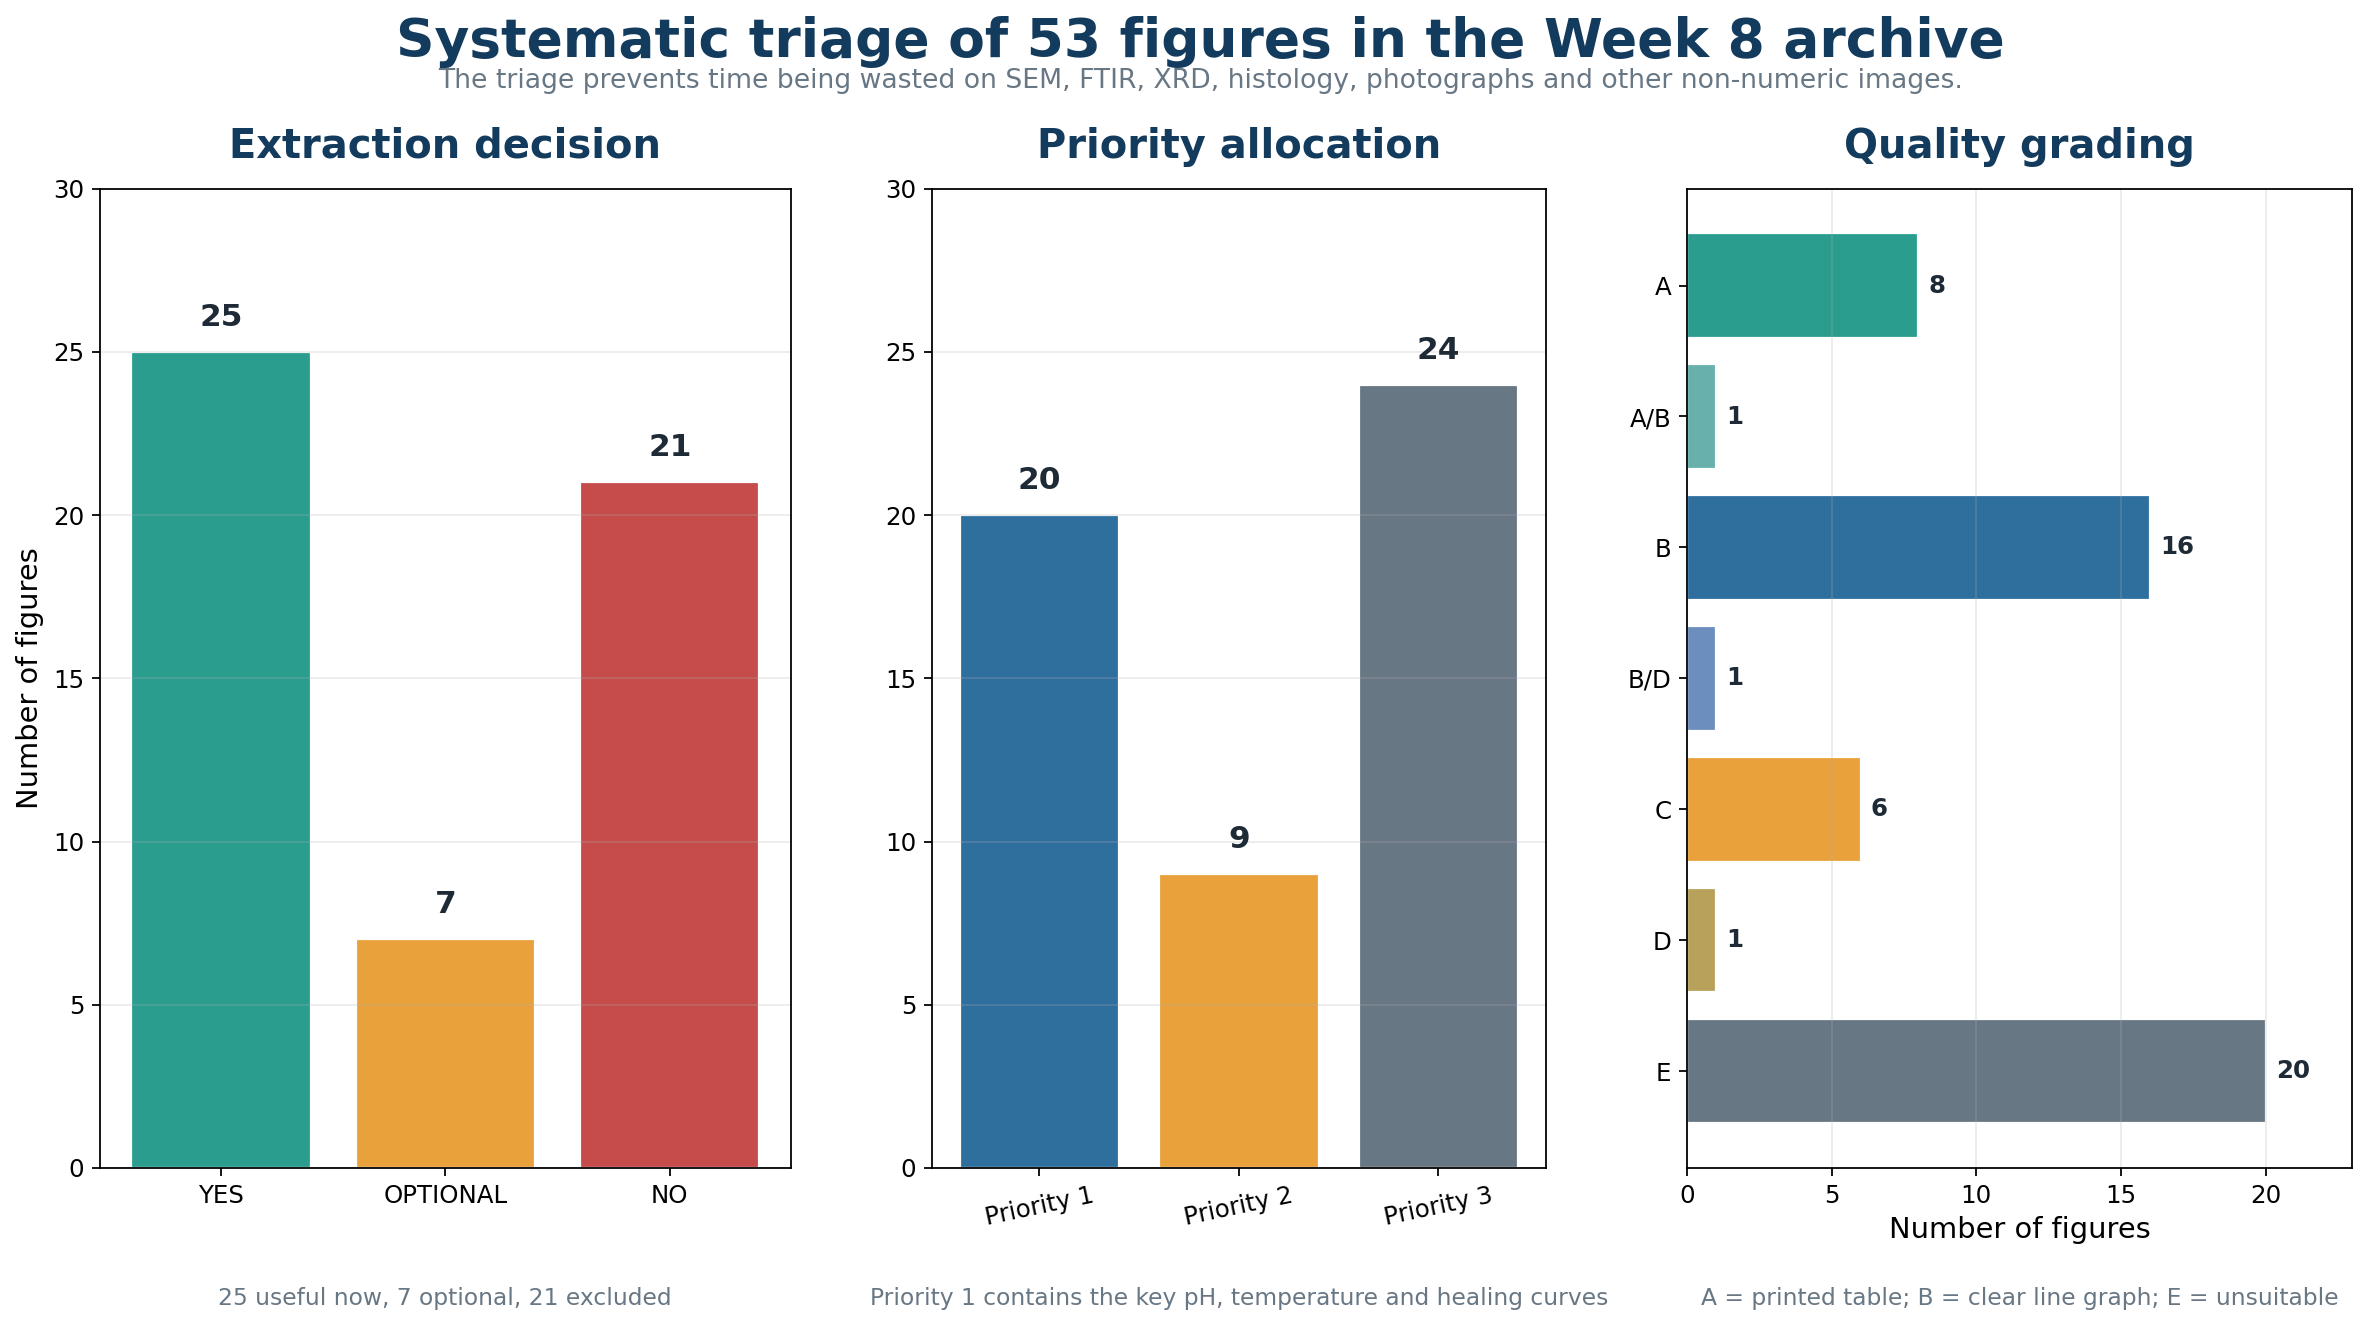 Systematic triage of 53 figures in the Week 8 archive
The triage prevents time being wasted on SEM, FTIR, XRD, histology, photographs and other non-numeric images.
Extraction decision
Number of figures
30
25
20
15
10
5
0
25
7
21
YES
OPTIONAL
NO
25 useful now, 7 optional, 21 excluded
Priority allocation
30
25
20
15
10
5
0
20
9
24
Priority 1
Priority 2
Priority 3
Priority 1 contains the key pH, temperature and healing curves
Quality grading
A 8
A/B 1
B 16
B/D 1
C 6
D 1
E 20
0 5 10 15 20
Number of figures
A = printed table; B = clear line graph; E = unsuitable